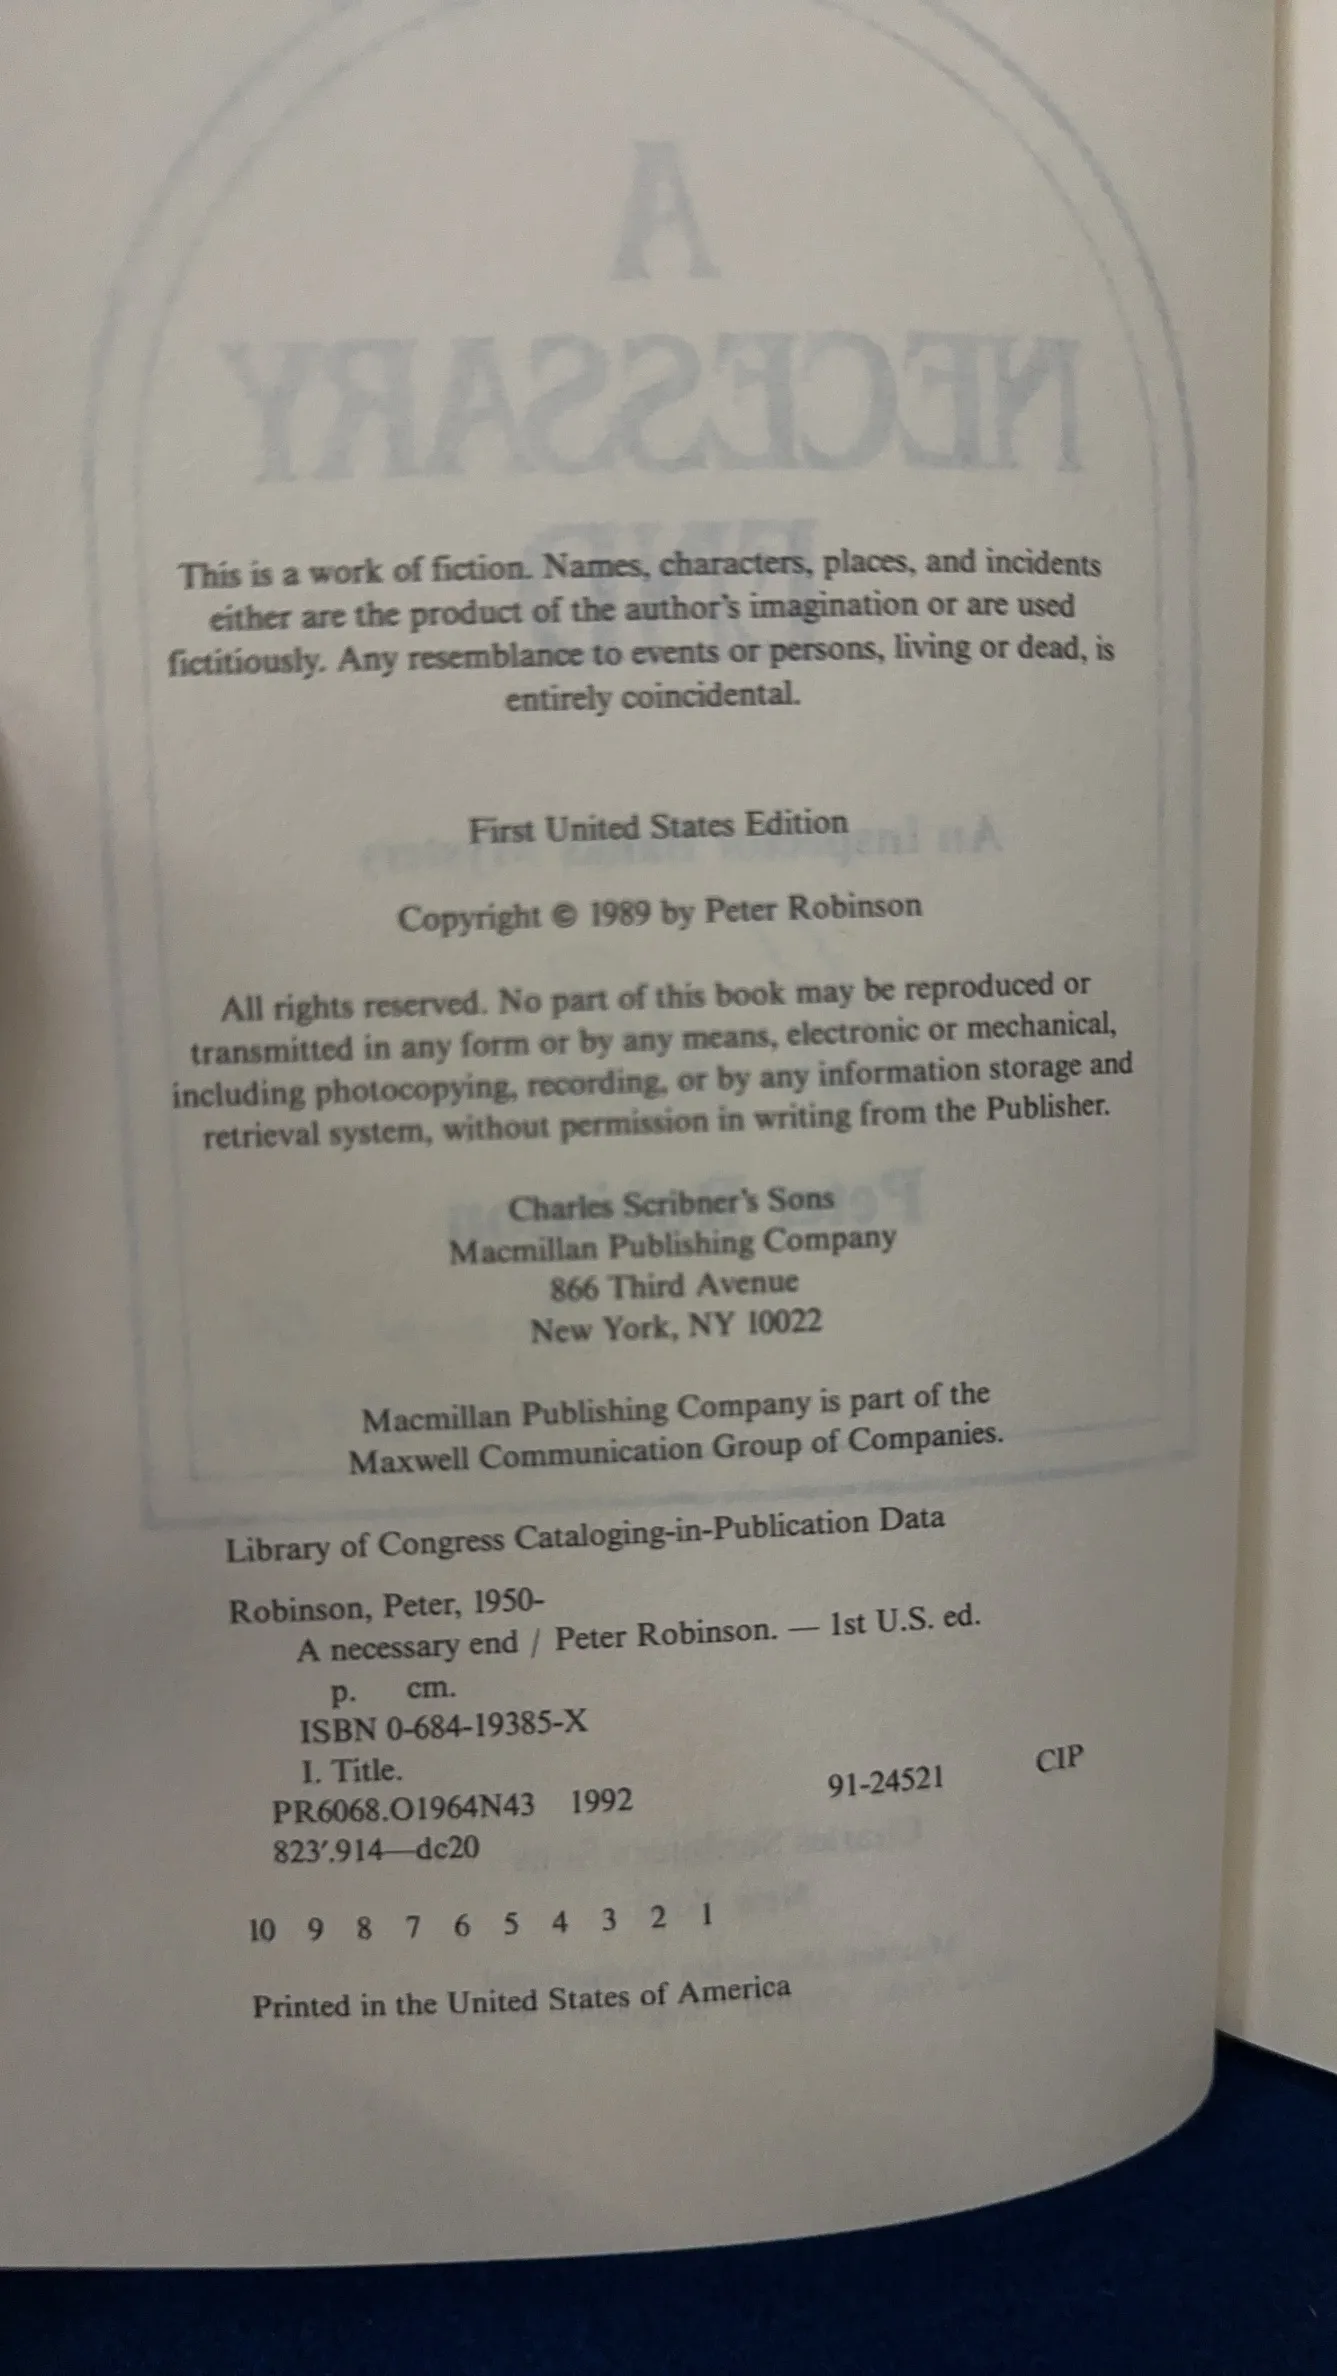 A
NECESSARY
END
This is a work of fiction. Names, characters, places, and incidents
either are the product of the author's imagination or are used
fictitiously. Any resemblance to events or persons, living or dead, is
entirely coincidental.
First United States Edition
Copyright © 1989 by Peter Robinson
All rights reserved. No part of this book may be reproduced or
transmitted in any form or by any means, electronic or mechanical,
including photocopying, recording, or by any information storage and
retrieval system, without permission in writing from the Publisher.
Charles Scribner's Sons
Macmillan Publishing Company
866 Third Avenue
New York, NY 10022
Macmillan Publishing Company is part of the
Maxwell Communication Group of Companies.
Library of Congress Cataloging-in-Publication Data
Robinson, Peter, 1950-
A necessary end / Peter Robinson. — 1st U.S. ed.
p. cm.
ISBN 0-684-19385-X
I. Title.
PR6068.O1964N43 1992 91-24521 CIP
823′.914—dc20
10 9 8 7 6 5 4 3 2 1
Printed in the United States of America